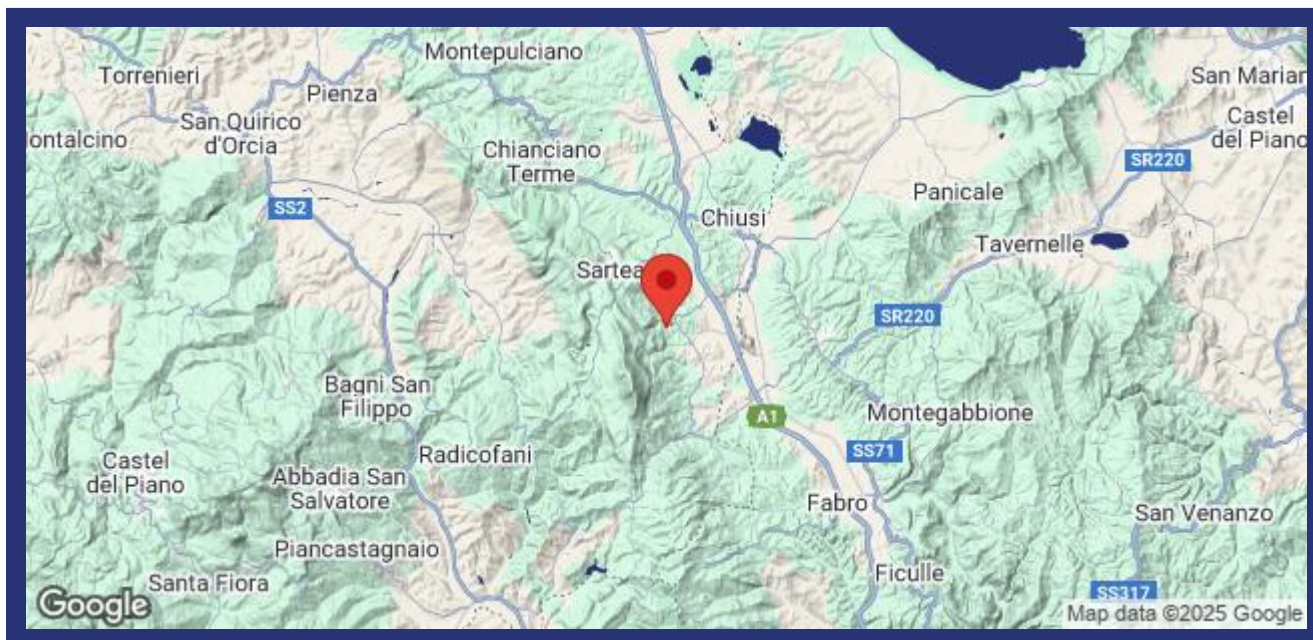 Montepulciano
Torrenieri
Pienza
San Marian
Castel
del Piano
San Quirico
d'Orcia
ontalcino
Chianciano
Terme
SR220
Panicale
SS2
Chiusi
Tavernelle
Sartea
SR220
Bagni San
Filippo
A1
Montegabbione
SS71
Castel
del Piano
Radicofani
Abbadia San
Salvatore
Fabro
San Venanzo
Piancastagnaio
Santa Fiora
Ficulle
SS317
Google
Map data ©2025 Google